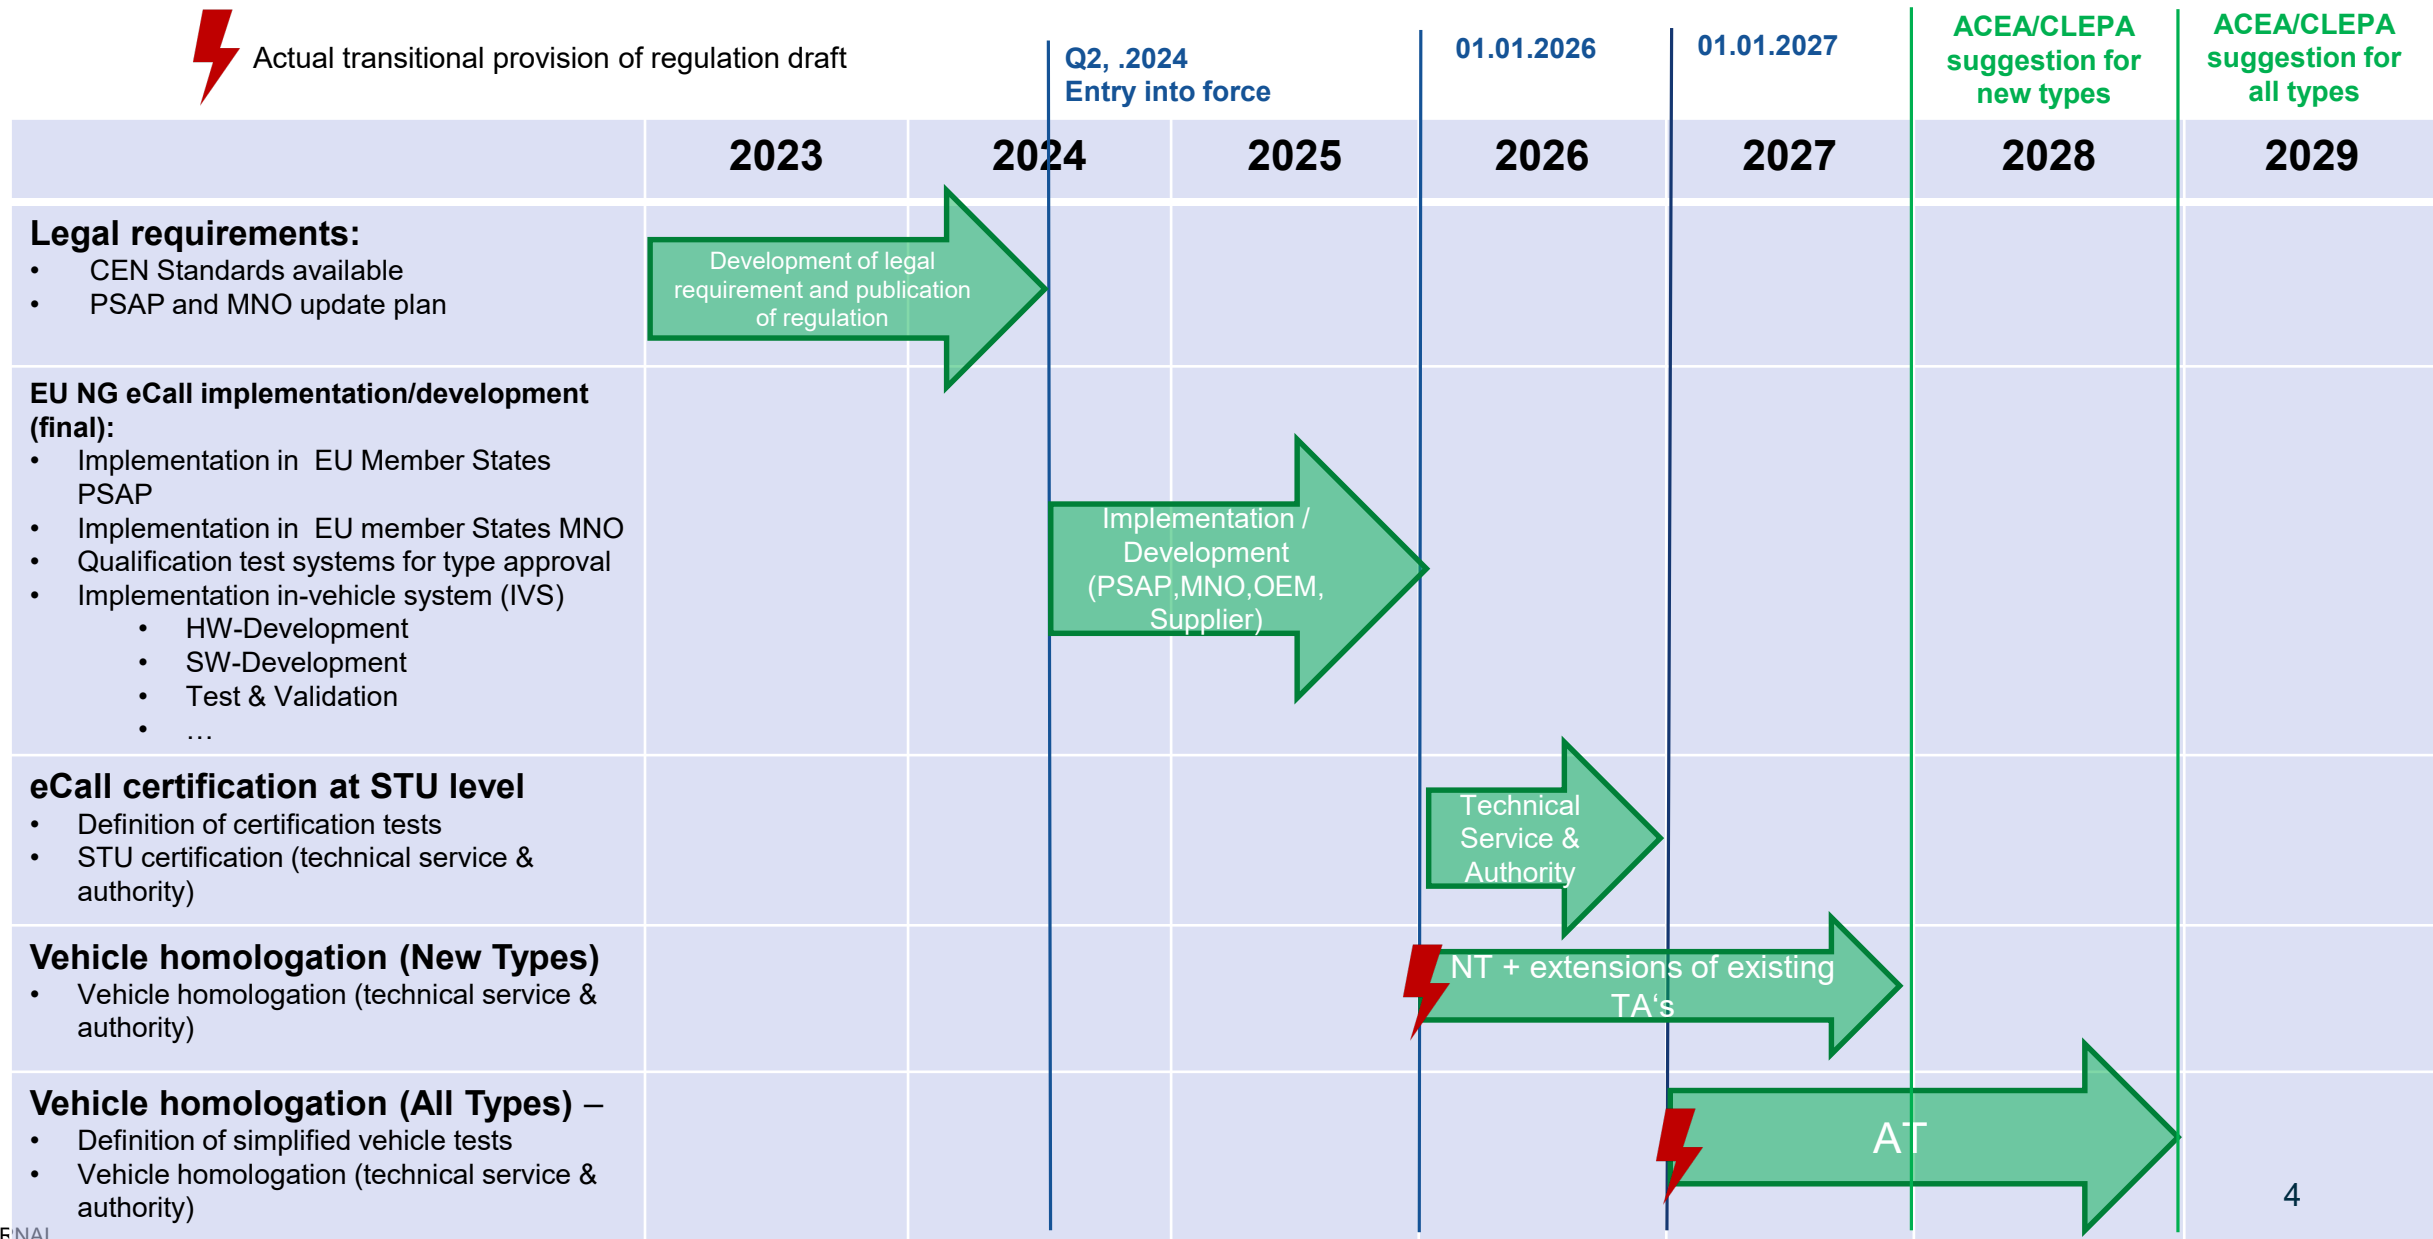 Actual transitional provision of regulation draft
Q2, .2024
Entry into force
01.01.2026
01.01.2027
ACEA/CLEPA
suggestion for
new types
ACEA/CLEPA
suggestion for
all types
2023
2024
2025
2026
2027
2028
2029
Legal requirements:
• CEN Standards available
• PSAP and MNO update plan
Development of legal
requirement and publication
of regulation
EU NG eCall implementation/development
(final):
• Implementation in EU Member States
PSAP
• Implementation in EU member States MNO
• Qualification test systems for type approval
• Implementation in-vehicle system (IVS)
• HW-Development
• SW-Development
• Test & Validation
• …
Implementation /
Development
(PSAP,MNO,OEM,
Supplier)
eCall certification at STU level
• Definition of certification tests
• STU certification (technical service &
authority)
Technical
Service &
Authority
Vehicle homologation (New Types)
• Vehicle homologation (technical service &
authority)
NT + extensions of existing
TA‘s
Vehicle homologation (All Types) –
• Definition of simplified vehicle tests
• Vehicle homologation (technical service &
authority)
AT
4